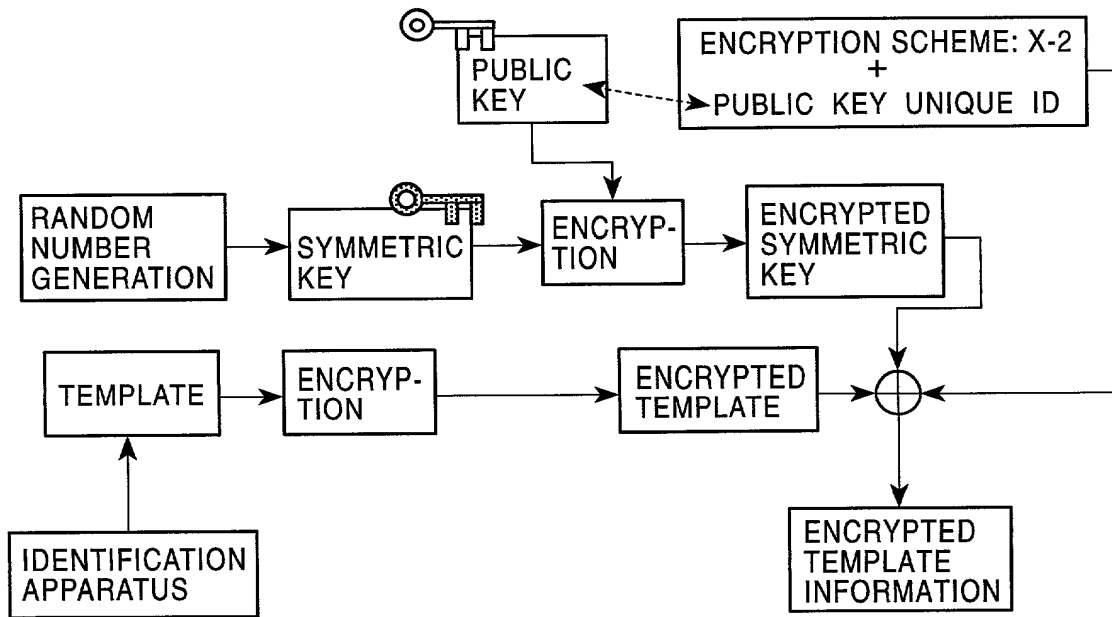 PUBLIC
KEY
ENCRYPTION SCHEME: X-2
+
PUBLIC KEY UNIQUE ID
RANDOM
NUMBER
GENERATION
SYMMETRIC
KEY
ENCRYP-
TION
ENCRYPTED
SYMMETRIC
KEY
TEMPLATE
ENCRYP-
TION
ENCRYPTED
TEMPLATE
IDENTIFICATION
APPARATUS
ENCRYPTED
TEMPLATE
INFORMATION